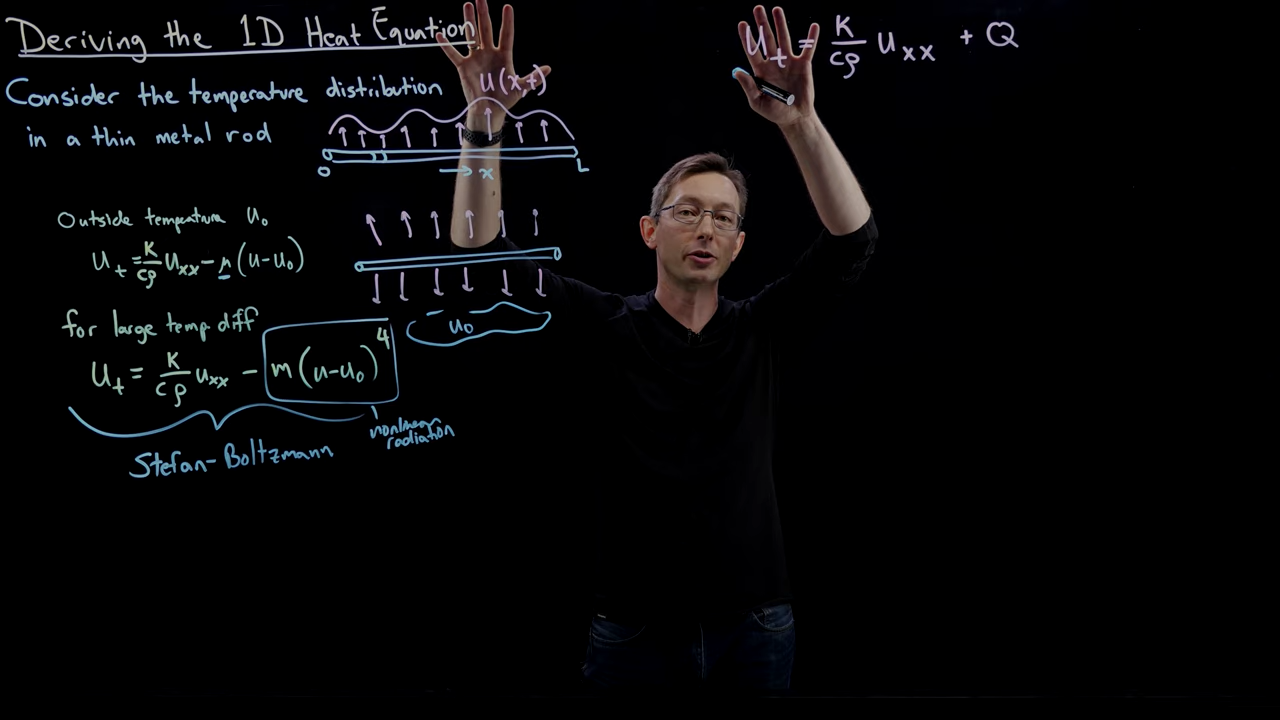 Deriving the 1D Heat Equation
Consider the temperature distribution
in a thin metal rod
u(x,t)
0 → x L
Outside temperature u₀
u_t = K/cρ u_xx - μ(u-u₀)
for large temp diff
u_t = K/cρ u_xx - m(u-u₀)⁴
u₀
nonlinear
radiation
Stefan-Boltzmann
u_t = K/cρ u_xx + Q